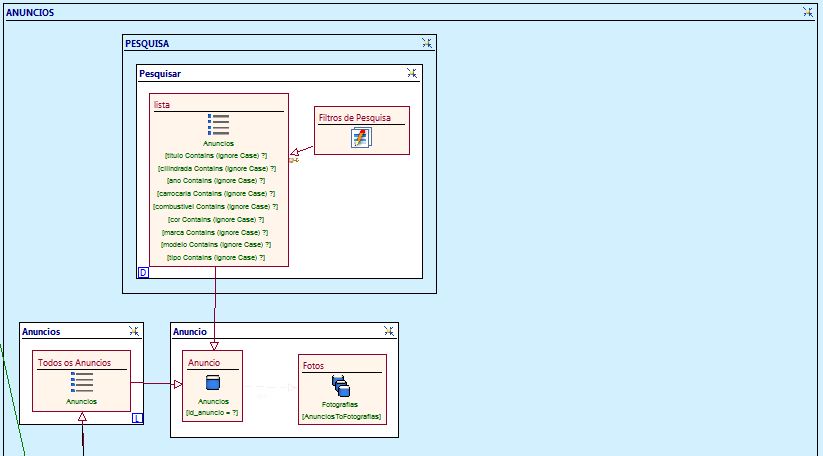 ANUNCIOS
PESQUISA
Pesquisar
lista
Anuncios
[titulo Contains (Ignore Case) ?]
[cilindrada Contains (Ignore Case) ?]
[ano Contains (Ignore Case) ?]
[carrocaria Contains (Ignore Case) ?]
[combustivel Contains (Ignore Case) ?]
[cor Contains (Ignore Case) ?]
[marca Contains (Ignore Case) ?]
[modelo Contains (Ignore Case) ?]
[tipo Contains (Ignore Case) ?]
D
Filtros de Pesquisa
Anuncios
Todos os Anuncios
Anuncios
L
Anuncio
Anuncio
Anuncios
[id_anuncio = ?]
Fotos
Fotografias
[AnunciosToFotografias]